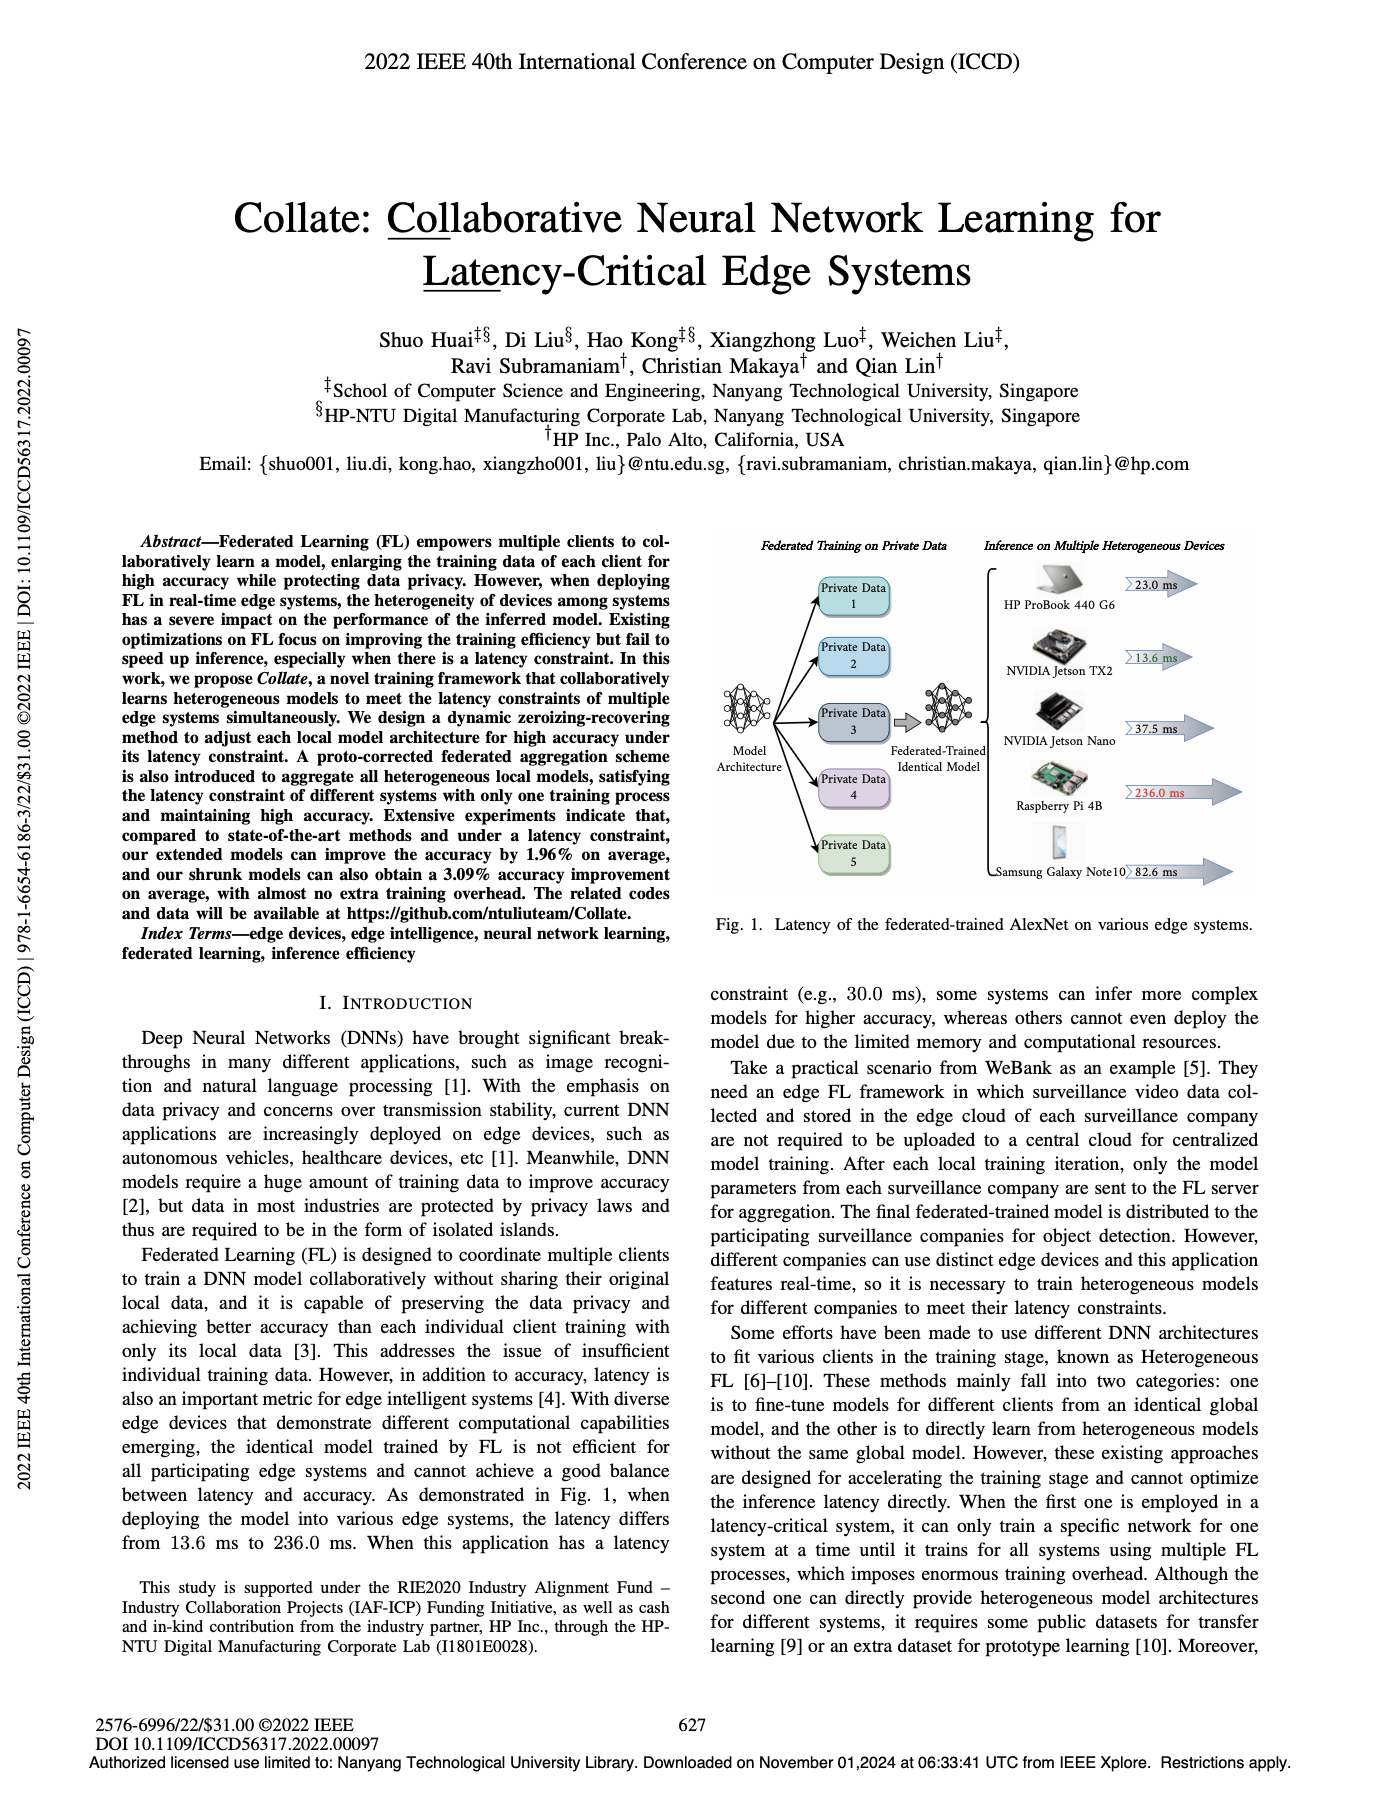 2022 IEEE 40th International Conference on Computer Design (ICCD)
2022 IEEE 40th International Conference on Computer Design (ICCD) | 978-1-6654-6186-3/22/$31.00 ©2022 IEEE | DOI: 10.1109/ICCD56317.2022.00097
Collate: Collaborative Neural Network Learning for
Latency-Critical Edge Systems
Shuo Huai‡§, Di Liu§, Hao Kong‡§, Xiangzhong Luo‡, Weichen Liu‡,
Ravi Subramaniam†, Christian Makaya† and Qian Lin†
‡School of Computer Science and Engineering, Nanyang Technological University, Singapore
§HP-NTU Digital Manufacturing Corporate Lab, Nanyang Technological University, Singapore
†HP Inc., Palo Alto, California, USA
Email: {shuo001, liu.di, kong.hao, xiangzho001, liu}@ntu.edu.sg, {ravi.subramaniam, christian.makaya, qian.lin}@hp.com
Abstract—Federated Learning (FL) empowers multiple clients to col-
laboratively learn a model, enlarging the training data of each client for
high accuracy while protecting data privacy. However, when deploying
FL in real-time edge systems, the heterogeneity of devices among systems
has a severe impact on the performance of the inferred model. Existing
optimizations on FL focus on improving the training efficiency but fail to
speed up inference, especially when there is a latency constraint. In this
work, we propose Collate, a novel training framework that collaboratively
learns heterogeneous models to meet the latency constraints of multiple
edge systems simultaneously. We design a dynamic zeroizing-recovering
method to adjust each local model architecture for high accuracy under
its latency constraint. A proto-corrected federated aggregation scheme
is also introduced to aggregate all heterogeneous local models, satisfying
the latency constraint of different systems with only one training process
and maintaining high accuracy. Extensive experiments indicate that,
compared to state-of-the-art methods and under a latency constraint,
our extended models can improve the accuracy by 1.96% on average,
and our shrunk models can also obtain a 3.09% accuracy improvement
on average, with almost no extra training overhead. The related codes
and data will be available at https://github.com/ntuliuteam/Collate.
Index Terms—edge devices, edge intelligence, neural network learning,
federated learning, inference efficiency
I. INTRODUCTION
Deep Neural Networks (DNNs) have brought significant break-
throughs in many different applications, such as image recogni-
tion and natural language processing [1]. With the emphasis on
data privacy and concerns over transmission stability, current DNN
applications are increasingly deployed on edge devices, such as
autonomous vehicles, healthcare devices, etc [1]. Meanwhile, DNN
models require a huge amount of training data to improve accuracy
[2], but data in most industries are protected by privacy laws and
thus are required to be in the form of isolated islands.
Federated Learning (FL) is designed to coordinate multiple clients
to train a DNN model collaboratively without sharing their original
local data, and it is capable of preserving the data privacy and
achieving better accuracy than each individual client training with
only its local data [3]. This addresses the issue of insufficient
individual training data. However, in addition to accuracy, latency is
also an important metric for edge intelligent systems [4]. With diverse
edge devices that demonstrate different computational capabilities
emerging, the identical model trained by FL is not efficient for
all participating edge systems and cannot achieve a good balance
between latency and accuracy. As demonstrated in Fig. 1, when
deploying the model into various edge systems, the latency differs
from 13.6 ms to 236.0 ms. When this application has a latency
This study is supported under the RIE2020 Industry Alignment Fund –
Industry Collaboration Projects (IAF-ICP) Funding Initiative, as well as cash
and in-kind contribution from the industry partner, HP Inc., through the HP-
NTU Digital Manufacturing Corporate Lab (I1801E0028).
Federated Training on Private Data
Inference on Multiple Heterogeneous Devices
Model
Architecture
Private Data
1
Private Data
2
Private Data
3
Private Data
4
Private Data
5
Federated-Trained
Identical Model
HP ProBook 440 G6
23.0 ms
NVIDIA Jetson TX2
13.6 ms
NVIDIA Jetson Nano
37.5 ms
Raspberry Pi 4B
236.0 ms
Samsung Galaxy Note10
82.6 ms
Fig. 1. Latency of the federated-trained AlexNet on various edge systems.
constraint (e.g., 30.0 ms), some systems can infer more complex
models for higher accuracy, whereas others cannot even deploy the
model due to the limited memory and computational resources.
Take a practical scenario from WeBank as an example [5]. They
need an edge FL framework in which surveillance video data col-
lected and stored in the edge cloud of each surveillance company
are not required to be uploaded to a central cloud for centralized
model training. After each local training iteration, only the model
parameters from each surveillance company are sent to the FL server
for aggregation. The final federated-trained model is distributed to the
participating surveillance companies for object detection. However,
different companies can use distinct edge devices and this application
features real-time, so it is necessary to train heterogeneous models
for different companies to meet their latency constraints.
Some efforts have been made to use different DNN architectures
to fit various clients in the training stage, known as Heterogeneous
FL [6]–[10]. These methods mainly fall into two categories: one
is to fine-tune models for different clients from an identical global
model, and the other is to directly learn from heterogeneous models
without the same global model. However, these existing approaches
are designed for accelerating the training stage and cannot optimize
the inference latency directly. When the first one is employed in a
latency-critical system, it can only train a specific network for one
system at a time until it trains for all systems using multiple FL
processes, which imposes enormous training overhead. Although the
second one can directly provide heterogeneous model architectures
for different systems, it requires some public datasets for transfer
learning [9] or an extra dataset for prototype learning [10]. Moreover,
2576-6996/22/$31.00 ©2022 IEEE
DOI 10.1109/ICCD56317.2022.00097
627
Authorized licensed use limited to: Nanyang Technological University Library. Downloaded on November 01,2024 at 06:33:41 UTC from IEEE Xplore. Restrictions apply.